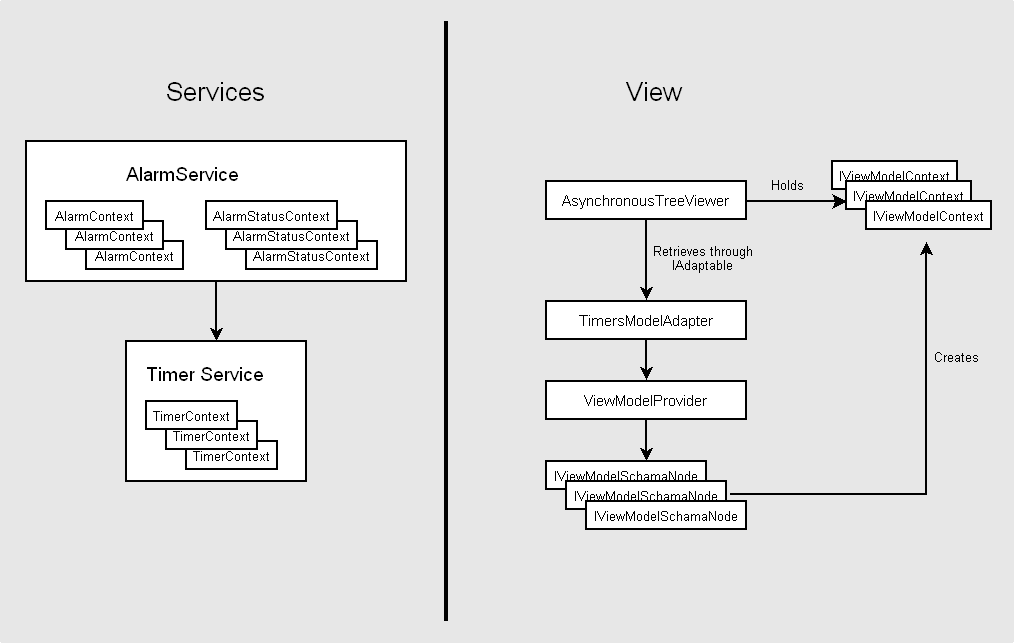 Services
AlarmService
AlarmContext
AlarmContext
AlarmContext
AlarmStatusContext
AlarmStatusContext
AlarmStatusContext
Timer Service
TimerContext
TimerContext
TimerContext
View
AsynchronousTreeViewer
Holds
IViewModelContext
IViewModelContext
IViewModelContext
Retrieves through
IAdaptable
TimersModelAdapter
ViewModelProvider
Creates
IViewModelSchamaNode
IViewModelSchamaNode
IViewModelSchamaNode